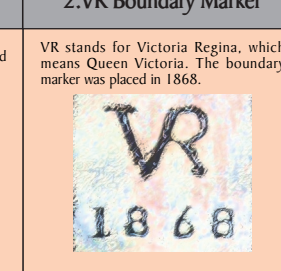 2.VR Boundary Marker
VR stands for Victoria Regina, which
means Queen Victoria. The boundary
marker was placed in 1868.
VR
1868